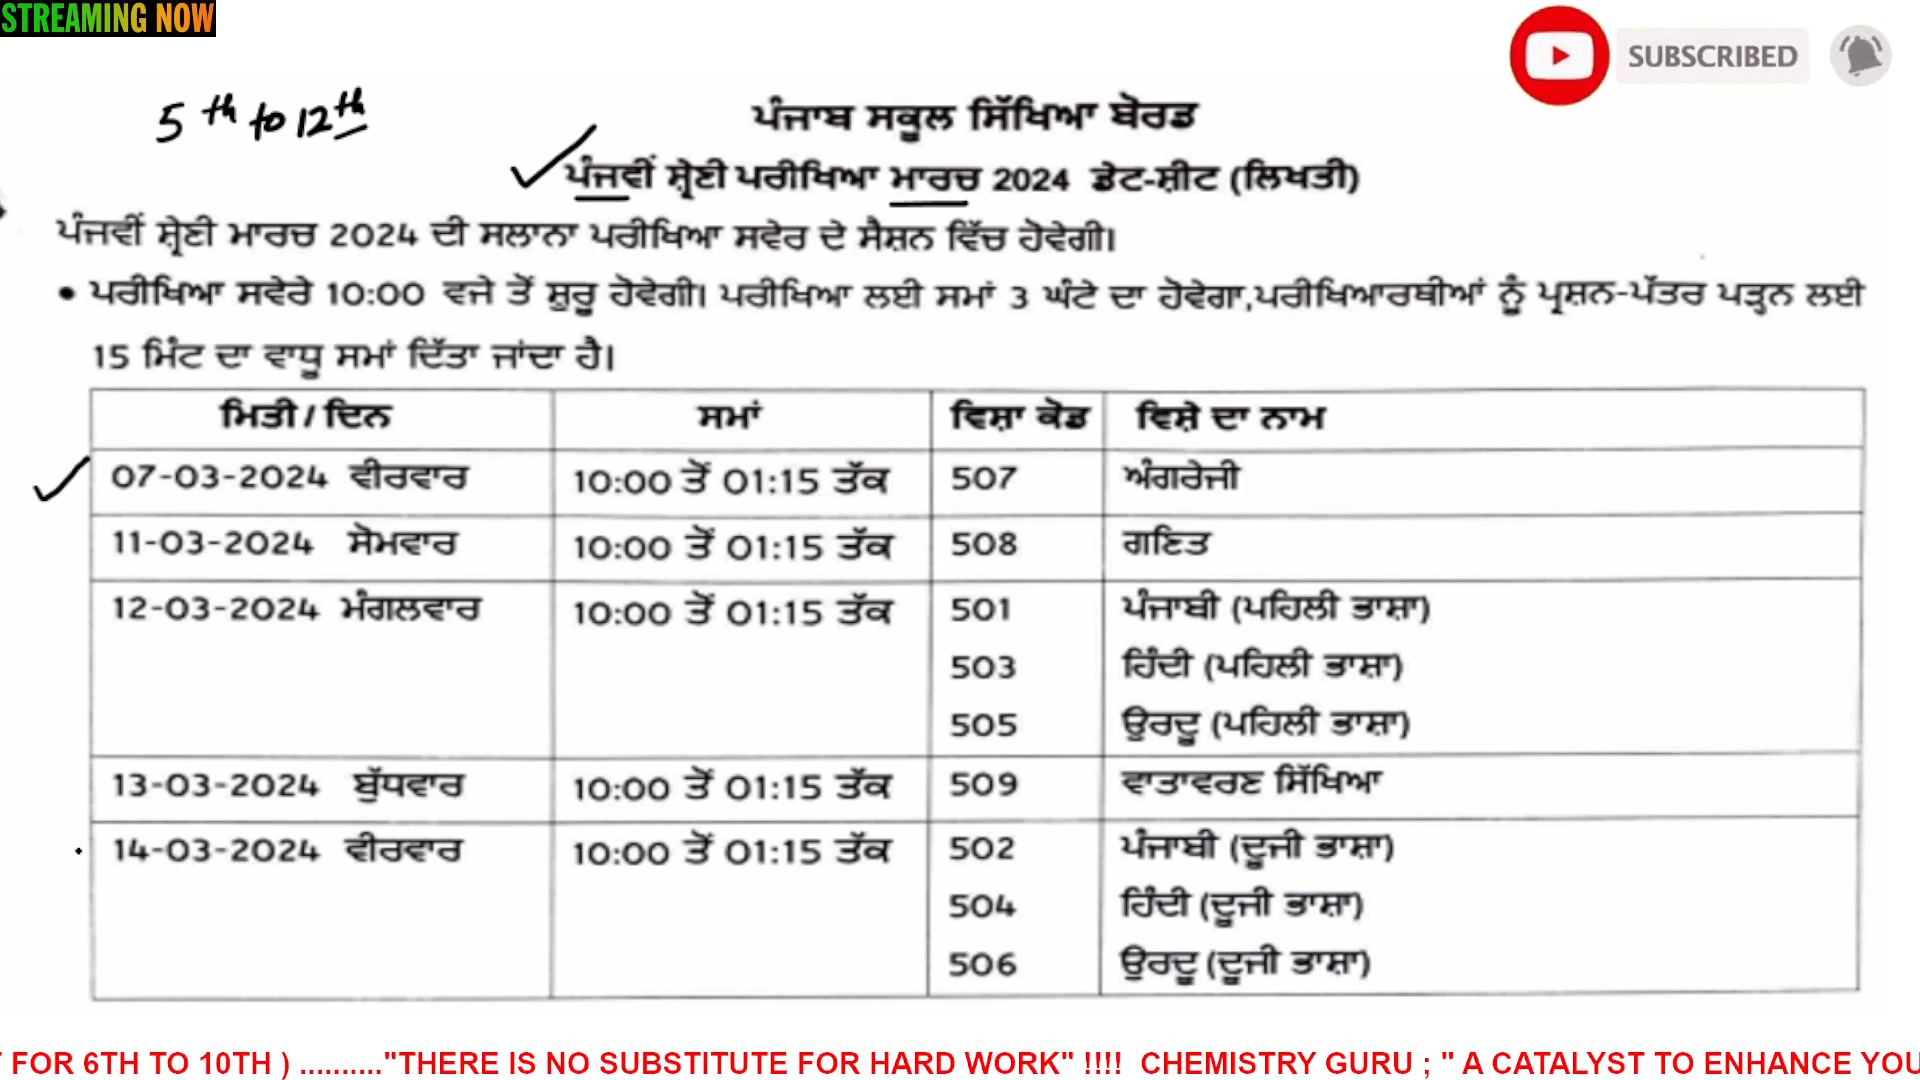 STREAMING NOW
SUBSCRIBED
5th to 12th
ਪੰਜਾਬ ਸਕੂਲ ਸਿੱਖਿਆ ਬੋਰਡ
ਪੰਜਵੀਂ ਸ਼੍ਰੇਣੀ ਪਰੀਖਿਆ ਮਾਰਚ 2024 ਡੇਟ-ਸ਼ੀਟ (ਲਿਖਤੀ)
ਪੰਜਵੀਂ ਸ਼੍ਰੇਣੀ ਮਾਰਚ 2024 ਦੀ ਸਲਾਨਾ ਪਰੀਖਿਆ ਸਵੇਰ ਦੇ ਸੈਸ਼ਨ ਵਿੱਚ ਹੋਵੇਗੀ।
• ਪਰੀਖਿਆ ਸਵੇਰੇ 10:00 ਵਜੇ ਤੋਂ ਸ਼ੁਰੂ ਹੋਵੇਗੀ। ਪਰੀਖਿਆ ਲਈ ਸਮਾਂ 3 ਘੰਟੇ ਦਾ ਹੋਵੇਗਾ,ਪਰੀਖਿਆਰਥੀਆਂ ਨੂੰ ਪ੍ਰਸ਼ਨ-ਪੱਤਰ ਪੜ੍ਹਨ ਲਈ
15 ਮਿੰਟ ਦਾ ਵਾਧੂ ਸਮਾਂ ਦਿੱਤਾ ਜਾਂਦਾ ਹੈ।
ਮਿਤੀ / ਦਿਨ ਸਮਾਂ ਵਿਸ਼ਾ ਕੋਡ ਵਿਸ਼ੇ ਦਾ ਨਾਮ
07-03-2024 ਵੀਰਵਾਰ 10:00 ਤੋਂ 01:15 ਤੱਕ 507 ਅੰਗਰੇਜੀ
11-03-2024 ਸੋਮਵਾਰ 10:00 ਤੋਂ 01:15 ਤੱਕ 508 ਗਣਿਤ
12-03-2024 ਮੰਗਲਵਾਰ 10:00 ਤੋਂ 01:15 ਤੱਕ 501 ਪੰਜਾਬੀ (ਪਹਿਲੀ ਭਾਸ਼ਾ)
503 ਹਿੰਦੀ (ਪਹਿਲੀ ਭਾਸ਼ਾ)
505 ਉਰਦੂ (ਪਹਿਲੀ ਭਾਸ਼ਾ)
13-03-2024 ਬੁੱਧਵਾਰ 10:00 ਤੋਂ 01:15 ਤੱਕ 509 ਵਾਤਾਵਰਣ ਸਿੱਖਿਆ
14-03-2024 ਵੀਰਵਾਰ 10:00 ਤੋਂ 01:15 ਤੱਕ 502 ਪੰਜਾਬੀ (ਦੂਜੀ ਭਾਸ਼ਾ)
504 ਹਿੰਦੀ (ਦੂਜੀ ਭਾਸ਼ਾ)
506 ਉਰਦੂ (ਦੂਜੀ ਭਾਸ਼ਾ)
FOR 6TH TO 10TH ) .........."THERE IS NO SUBSTITUTE FOR HARD WORK" !!!! CHEMISTRY GURU ; " A CATALYST TO ENHANCE YOU